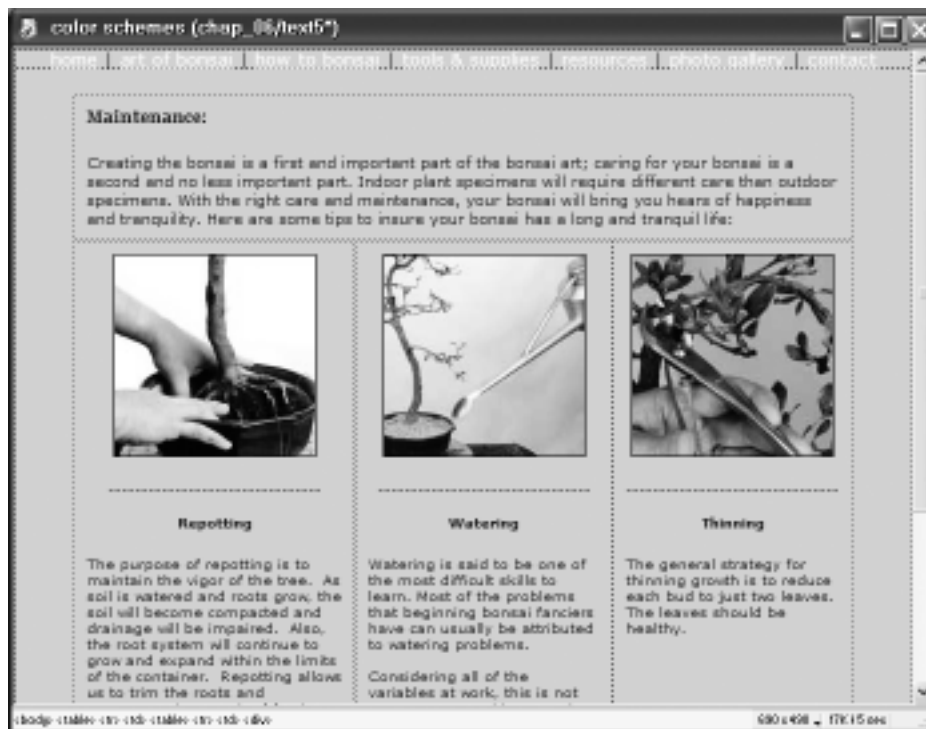 color schemes (chap_06/text5*)
home | art of bonsai | how to bonsai | tools & supplies | resources | photo gallery | contact
Maintenance:
Creating the bonsai is a first and important part of the bonsai art; caring for your bonsai is a
second and no less important part. Indoor plant specimens will require different care than outdoor
specimens. With the right care and maintenance, your bonsai will bring you hears of happiness
and tranquility. Here are some tips to insure your bonsai has a long and tranquil life:
Repotting
The purpose of repotting is to
maintain the vigor of the tree. As
soil is watered and roots grow, the
soil will become compacted and
drainage will be impaired. Also,
the root system will continue to
grow and expand within the limits
of the container. Repotting allows
us to trim the roots and
Watering
Watering is said to be one of
the most difficult skills to
learn. Most of the problems
that beginning bonsai fanciers
have can usually be attributed
to watering problems.
Considering all of the
variables at work, this is not
Thinning
The general strategy for
thinning growth is to reduce
each bud to just two leaves.
The leaves should be
healthy.
<body> <table> <tr> <td> <table> <tr> <td> <div>